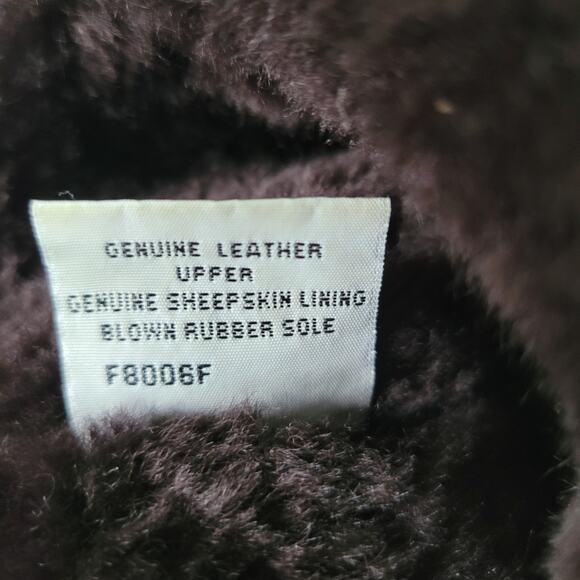 GENUINE LEATHER
UPPER
GENUINE SHEEPSKIN LINING
BLOWN RUBBER SOLE
F8006F